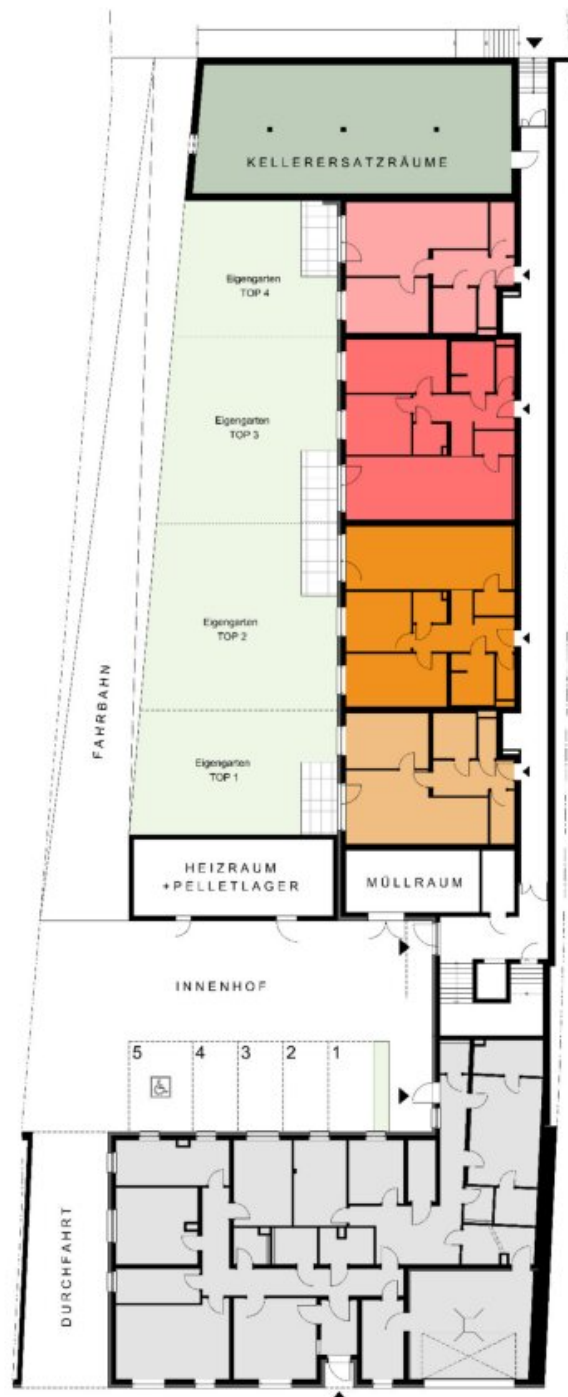 KELLERERSATZRÄUME
Eigengarten
TOP 4
Eigengarten
TOP 3
Eigengarten
TOP 2
FAHRBAHN
Eigengarten
TOP 1
HEIZRAUM
+PELLETLAGER
MÜLLRAUM
INNENHOF
5 4 3 2 1
DURCHFAHRT